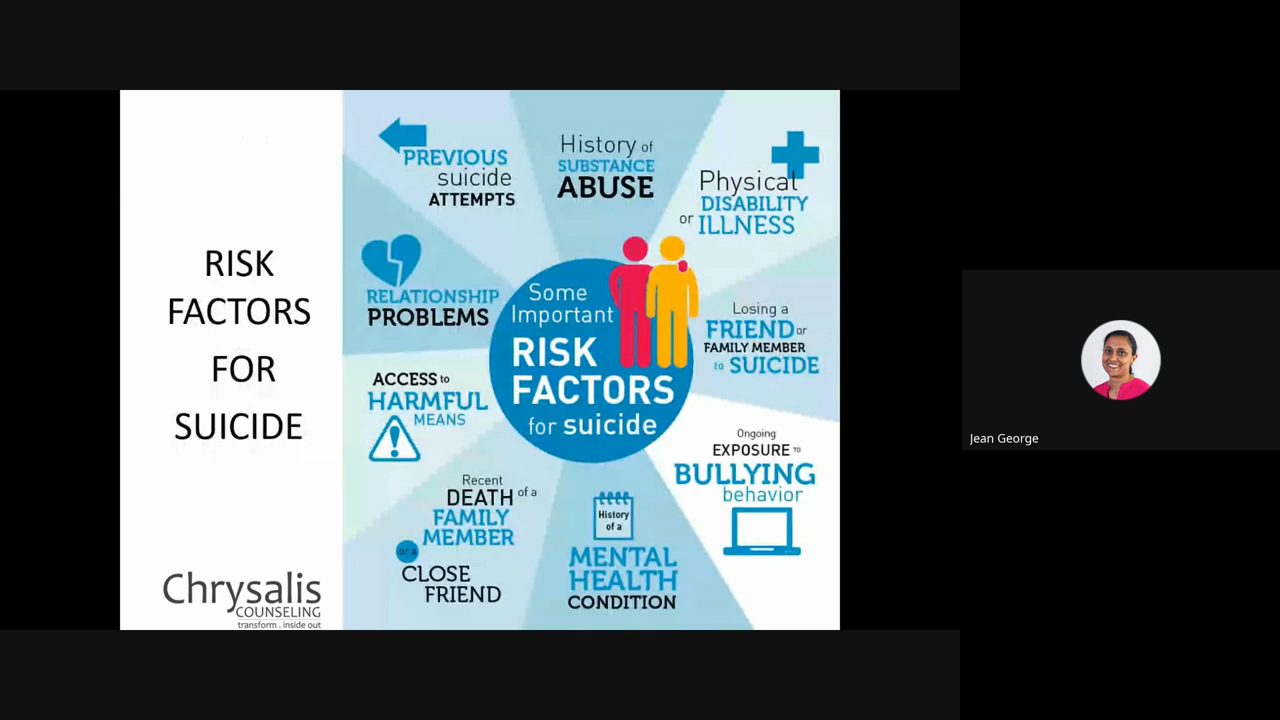 RISK
FACTORS
FOR
SUICIDE
Chrysalis
COUNSELING
transform . inside out
PREVIOUS
suicide
ATTEMPTS
History of
SUBSTANCE
ABUSE
Physical
DISABILITY
or ILLNESS
RELATIONSHIP
PROBLEMS
Some
Important
RISK
FACTORS
for suicide
Losing a
FRIEND or
FAMILY MEMBER
to SUICIDE
ACCESS to
HARMFUL
MEANS
Ongoing
EXPOSURE TO
BULLYING
behavior
Recent
DEATH of a
FAMILY
MEMBER
or a
CLOSE
FRIEND
History
of a
MENTAL
HEALTH
CONDITION
Jean George